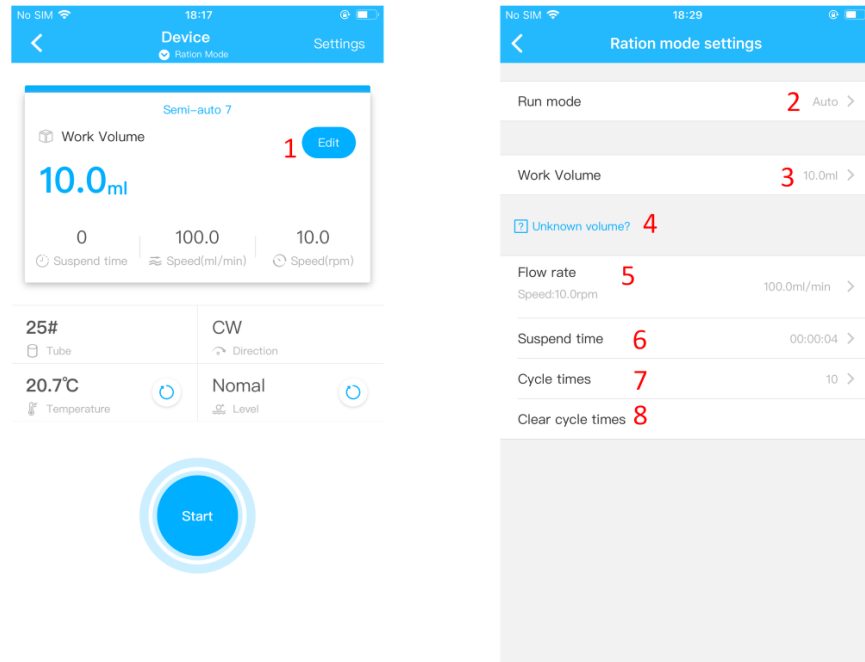 No SIM 18:17
Device
Settings
Ration Mode
Semi-auto 7
Work Volume
1 Edit
10.0ml
0 100.0 10.0
Suspend time Speed(ml/min) Speed(rpm)
25# CW
Tube Direction
20.7℃ Nomal
Temperature Level
Start
No SIM 18:29
Ration mode settings
Run mode 2 Auto
Work Volume 3 10.0ml
? Unknown volume? 4
Flow rate 5
Speed:10.0rpm 100.0ml/min
Suspend time 6 00:00:04
Cycle times 7 10
Clear cycle times 8